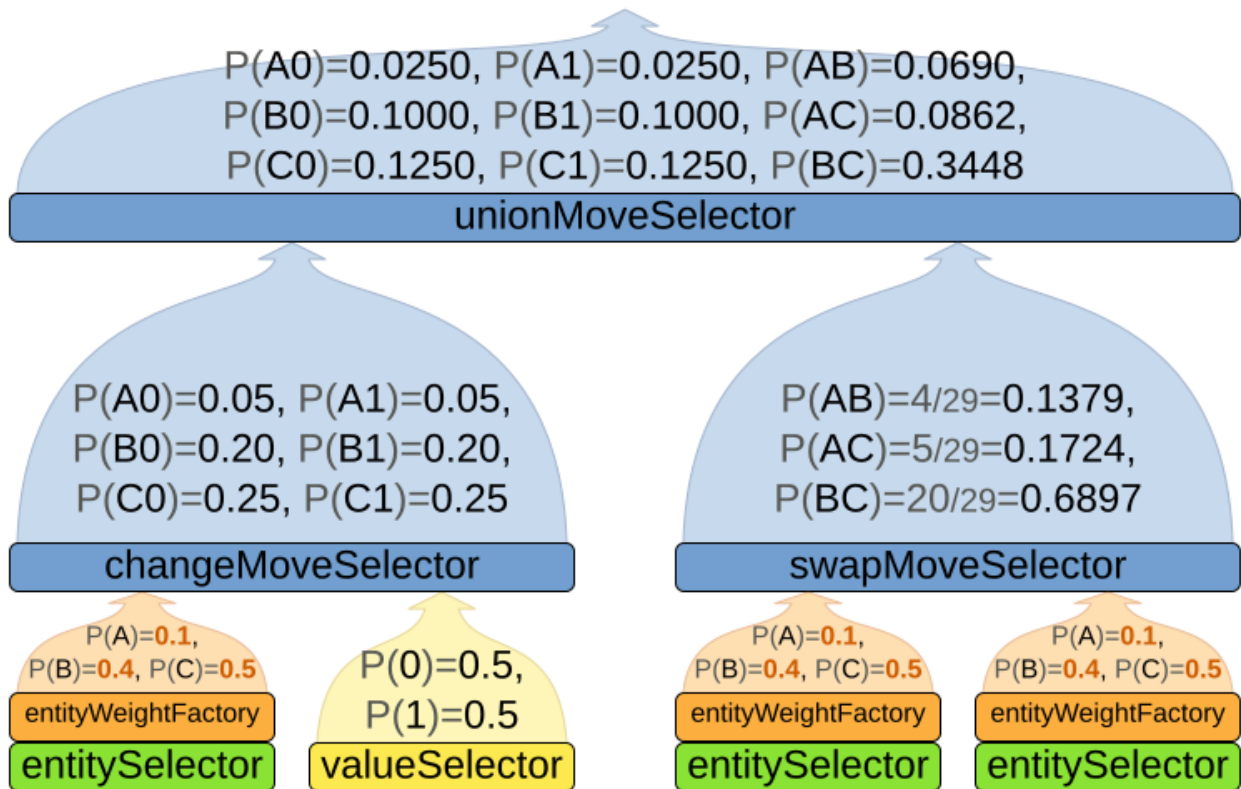 P(A0)=0.0250, P(A1)=0.0250, P(AB)=0.0690,
P(B0)=0.1000, P(B1)=0.1000, P(AC)=0.0862,
P(C0)=0.1250, P(C1)=0.1250, P(BC)=0.3448
unionMoveSelector
P(A0)=0.05, P(A1)=0.05,
P(B0)=0.20, P(B1)=0.20,
P(C0)=0.25, P(C1)=0.25
changeMoveSelector
P(A)=0.1,
P(B)=0.4, P(C)=0.5
entityWeightFactory
entitySelector
P(0)=0.5,
P(1)=0.5
valueSelector
P(AB)=4/29=0.1379,
P(AC)=5/29=0.1724,
P(BC)=20/29=0.6897
swapMoveSelector
P(A)=0.1,
P(B)=0.4, P(C)=0.5
entityWeightFactory
entitySelector
P(A)=0.1,
P(B)=0.4, P(C)=0.5
entityWeightFactory
entitySelector